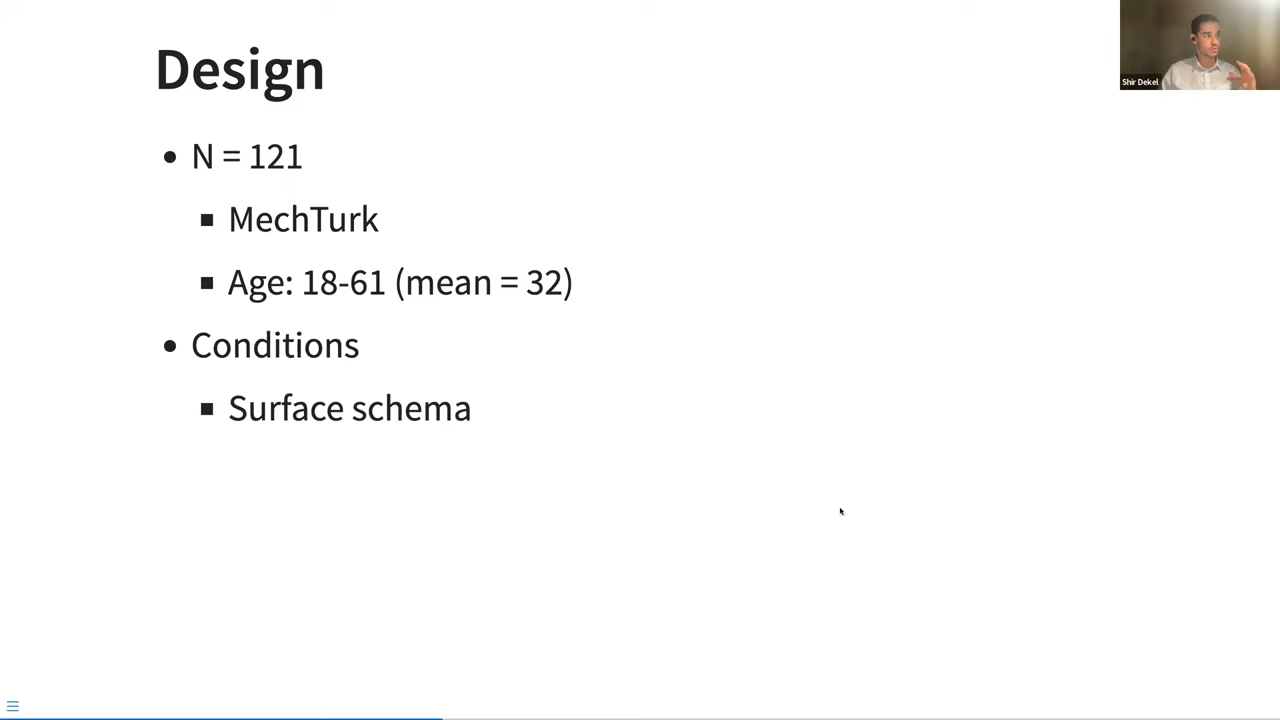 Design
N = 121
MechTurk
Age: 18-61 (mean = 32)
Conditions
Surface schema
Shir Dekel